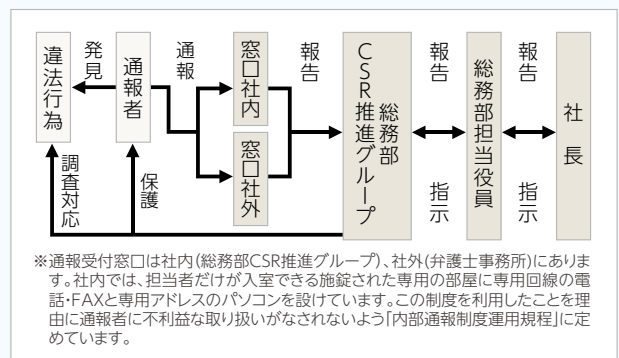 違法行為
発見
通報者
通報
窓口社内
窓口社外
報告
総務部
CSR推進グループ
報告
指示
総務部担当役員
報告
指示
社長
調査対応
保護
※通報受付窓口は社内(総務部CSR推進グループ)、社外(弁護士事務所)にありま
す。社内では、担当者だけが入室できる施錠された専用の部屋に専用回線の電
話・FAXと専用アドレスのパソコンを設けています。この制度を利用したことを理
由に通報者に不利益な取り扱いがなされないよう「内部通報制度運用規程」に定
めています。